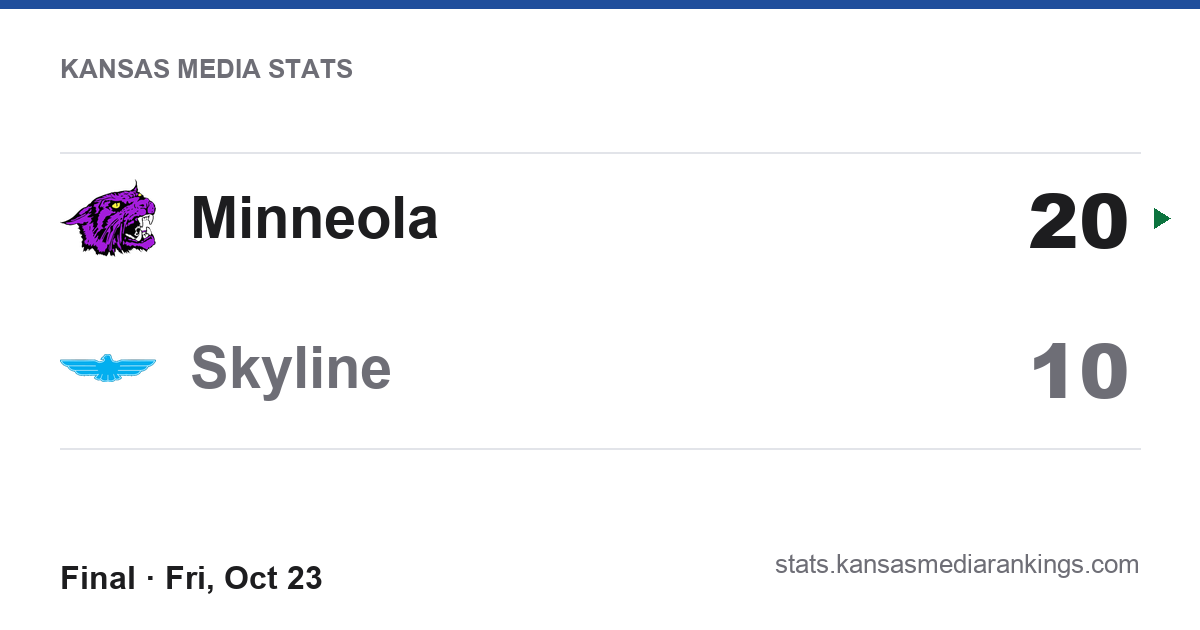 KANSAS MEDIA STATS
Minneola 20
Skyline 10
Final · Fri, Oct 23
stats.kansasmediarankings.com